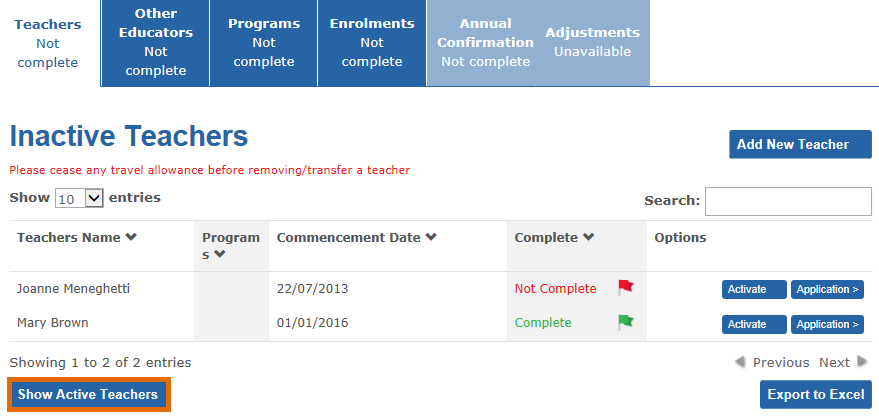 Teachers
Not
complete
Other
Educators
Not
complete
Programs
Not
complete
Enrolments
Not
complete
Annual
Confirmation
Not complete
Adjustments
Unavailable
Inactive Teachers
Add New Teacher
Please cease any travel allowance before removing/transfer a teacher
Show 10 entries
Search:
Teachers Name
Program
s
Commencement Date
Complete
Options
Joanne Meneghetti 22/07/2013 Not Complete Activate Application >
Mary Brown 01/01/2016 Complete Activate Application >
Showing 1 to 2 of 2 entries
Previous Next
Show Active Teachers
Export to Excel